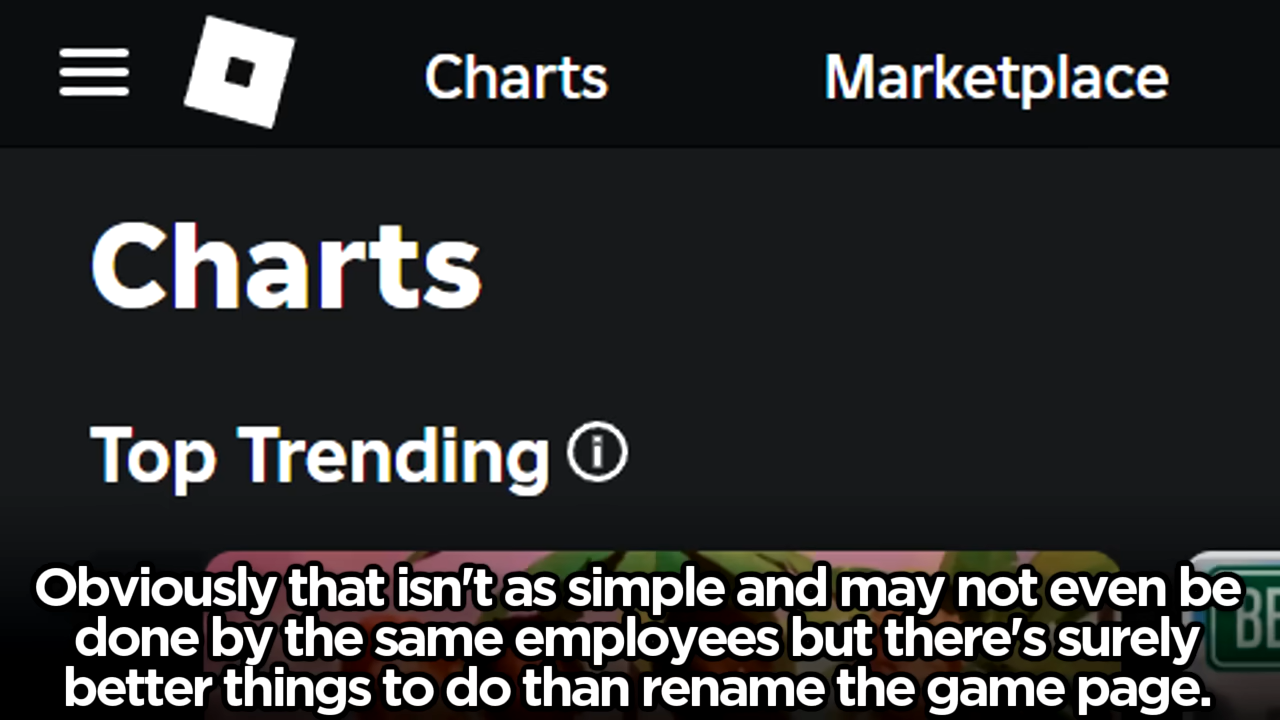 Charts Marketplace
Charts
Top Trending
Obviously that isn't as simple and may not even be
done by the same employees but there's surely
better things to do than rename the game page.